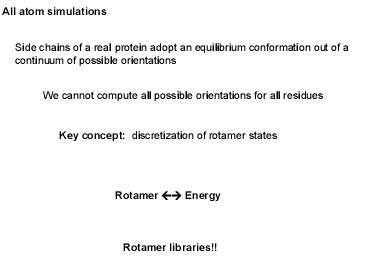 All atom simulations
Side chains of a real protein adopt an equilibrium conformation out of a
continuum of possible orientations
We cannot compute all possible orientations for all residues
Key concept: discretization of rotamer states
Rotamer ←→ Energy
Rotamer libraries!!